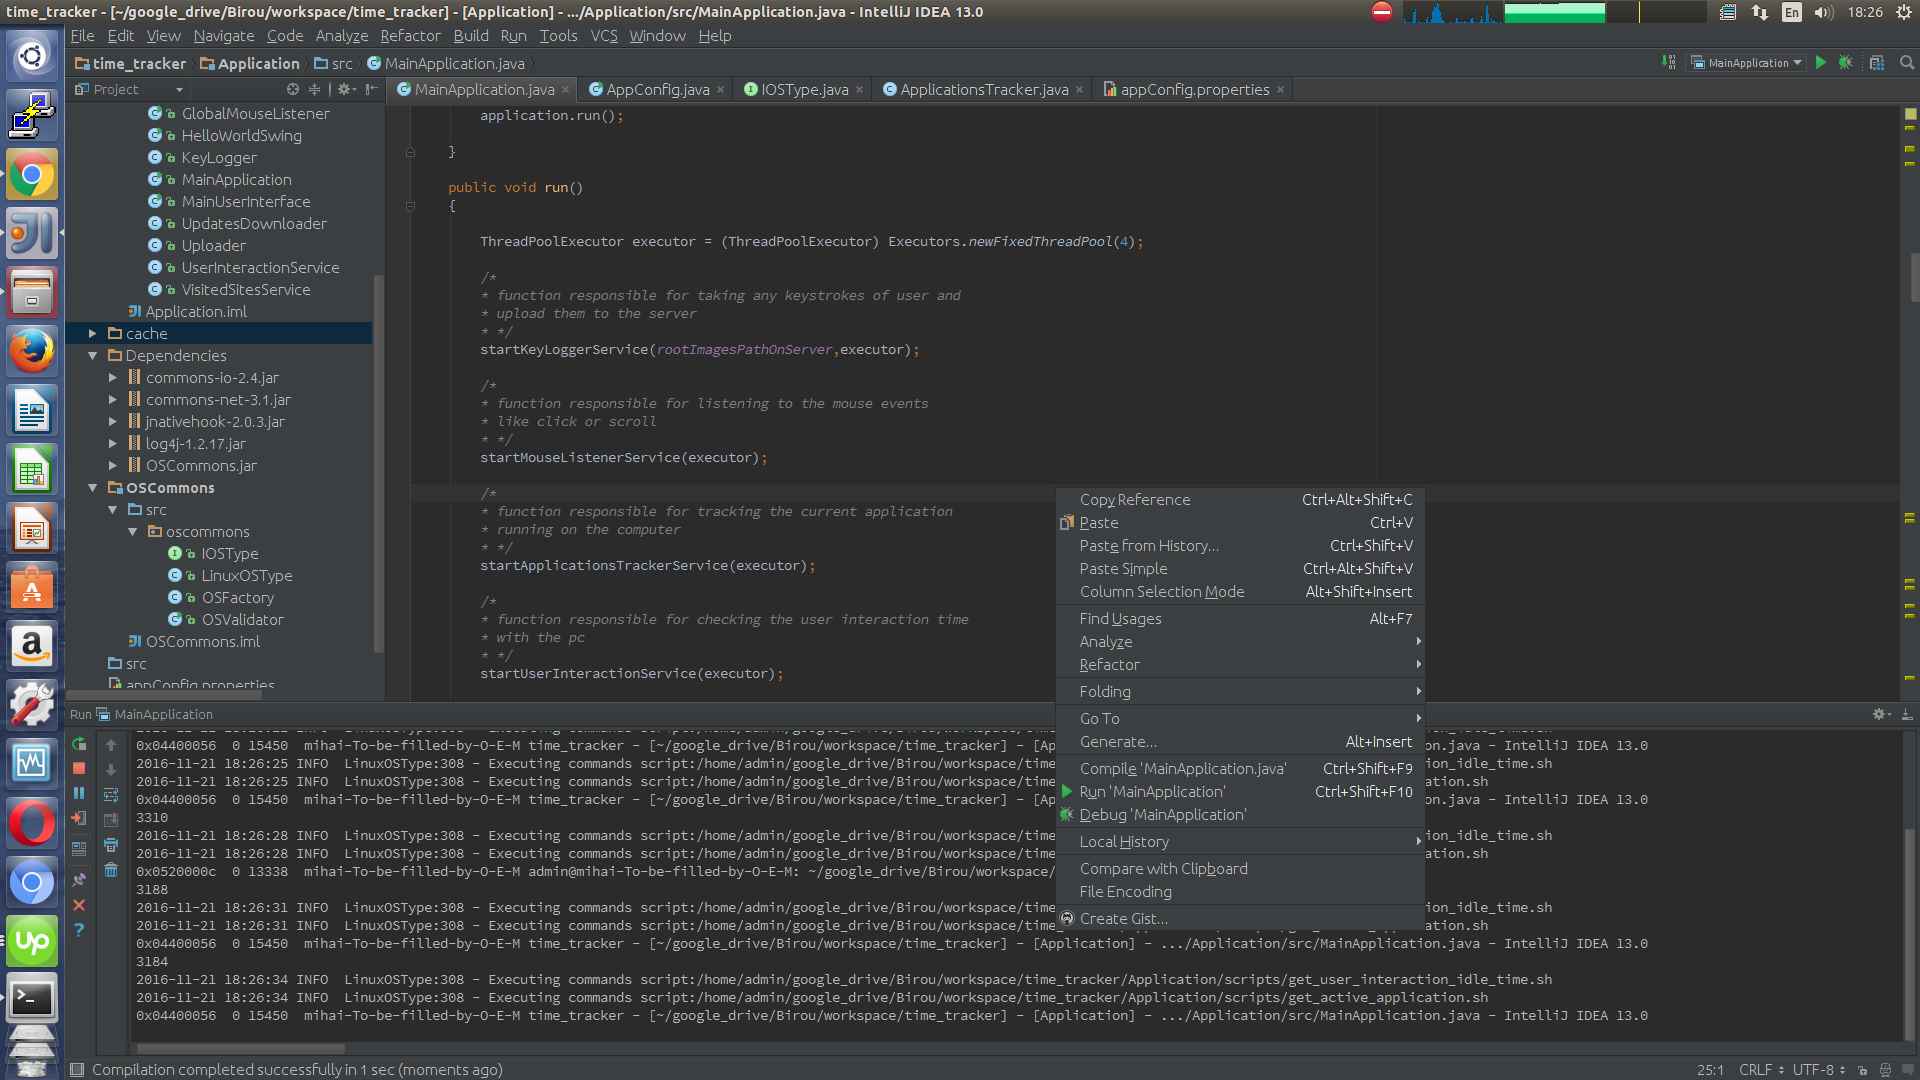 time_tracker - [~/google_drive/Birou/workspace/time_tracker] - [Application] - .../Application/src/MainApplication.java - IntelliJ IDEA 13.0
En
18:26
File Edit View Navigate Code Analyze Refactor Build Run Tools VCS Window Help
time_tracker Application src MainApplication.java
MainApplication
Project
MainApplication.java
AppConfig.java
IOSType.java
ApplicationsTracker.java
appConfig.properties
GlobalMouseListener
HelloWorldSwing
KeyLogger
MainApplication
MainUserInterface
UpdatesDownloader
Uploader
UserInteractionService
VisitedSitesService
Application.iml
cache
Dependencies
commons-io-2.4.jar
commons-net-3.1.jar
jnativehook-2.0.3.jar
log4j-1.2.17.jar
OSCommons.jar
OSCommons
src
oscommons
IOSType
LinuxOSType
OSFactory
OSValidator
OSCommons.iml
src
appConfig.properties
application.run();
}
public void run()
{
ThreadPoolExecutor executor = (ThreadPoolExecutor) Executors.newFixedThreadPool(4);
/*
* function responsible for taking any keystrokes of user and
* upload them to the server
* */
startKeyLoggerService(rootImagesPathOnServer,executor);
/*
* function responsible for listening to the mouse events
* like click or scroll
* */
startMouseListenerService(executor);
/*
* function responsible for tracking the current application
* running on the computer
* */
startApplicationsTrackerService(executor);
/*
* function responsible for checking the user interaction time
* with the pc
* */
startUserInteractionService(executor);
Copy Reference Ctrl+Alt+Shift+C
Paste Ctrl+V
Paste from History... Ctrl+Shift+V
Paste Simple Ctrl+Alt+Shift+V
Column Selection Mode Alt+Shift+Insert
Find Usages Alt+F7
Analyze
Refactor
Folding
Go To
Generate... Alt+Insert
Compile 'MainApplication.java' Ctrl+Shift+F9
Run 'MainApplication' Ctrl+Shift+F10
Debug 'MainApplication'
Local History
Compare with Clipboard
File Encoding
Create Gist...
Run MainApplication
0x04400056 0 15450 mihai-To-be-filled-by-O-E-M time_tracker - [~/google_drive/Birou/workspace/time_tracker] - [Ap on.java - IntelliJ IDEA 13.0
2016-11-21 18:26:25 INFO LinuxOSType:308 - Executing commands script:/home/admin/google_drive/Birou/workspace/time on_idle_time.sh
2016-11-21 18:26:25 INFO LinuxOSType:308 - Executing commands script:/home/admin/google_drive/Birou/workspace/time cation.sh
0x04400056 0 15450 mihai-To-be-filled-by-O-E-M time_tracker - [~/google_drive/Birou/workspace/time_tracker] - [Ap on.java - IntelliJ IDEA 13.0
3310
2016-11-21 18:26:28 INFO LinuxOSType:308 - Executing commands script:/home/admin/google_drive/Birou/workspace/time on_idle_time.sh
2016-11-21 18:26:28 INFO LinuxOSType:308 - Executing commands script:/home/admin/google_drive/Birou/workspace/time cation.sh
0x0520000c 0 13338 mihai-To-be-filled-by-O-E-M admin@mihai-To-be-filled-by-O-E-M: ~/google_drive/Birou/workspace/
3188
2016-11-21 18:26:31 INFO LinuxOSType:308 - Executing commands script:/home/admin/google_drive/Birou/workspace/time on_idle_time.sh
2016-11-21 18:26:31 INFO LinuxOSType:308 - Executing commands script:/home/admin/google_drive/Birou/workspace/time cation.sh
0x04400056 0 15450 mihai-To-be-filled-by-O-E-M time_tracker - [~/google_drive/Birou/workspace/time_tracker] - [Application] - .../Application/src/MainApplication.java - IntelliJ IDEA 13.0
3184
2016-11-21 18:26:34 INFO LinuxOSType:308 - Executing commands script:/home/admin/google_drive/Birou/workspace/time_tracker/Application/scripts/get_user_interaction_idle_time.sh
2016-11-21 18:26:34 INFO LinuxOSType:308 - Executing commands script:/home/admin/google_drive/Birou/workspace/time_tracker/Application/scripts/get_active_application.sh
0x04400056 0 15450 mihai-To-be-filled-by-O-E-M time_tracker - [~/google_drive/Birou/workspace/time_tracker] - [Application] - .../Application/src/MainApplication.java - IntelliJ IDEA 13.0
Compilation completed successfully in 1 sec (moments ago)
25:1 CRLF UTF-8